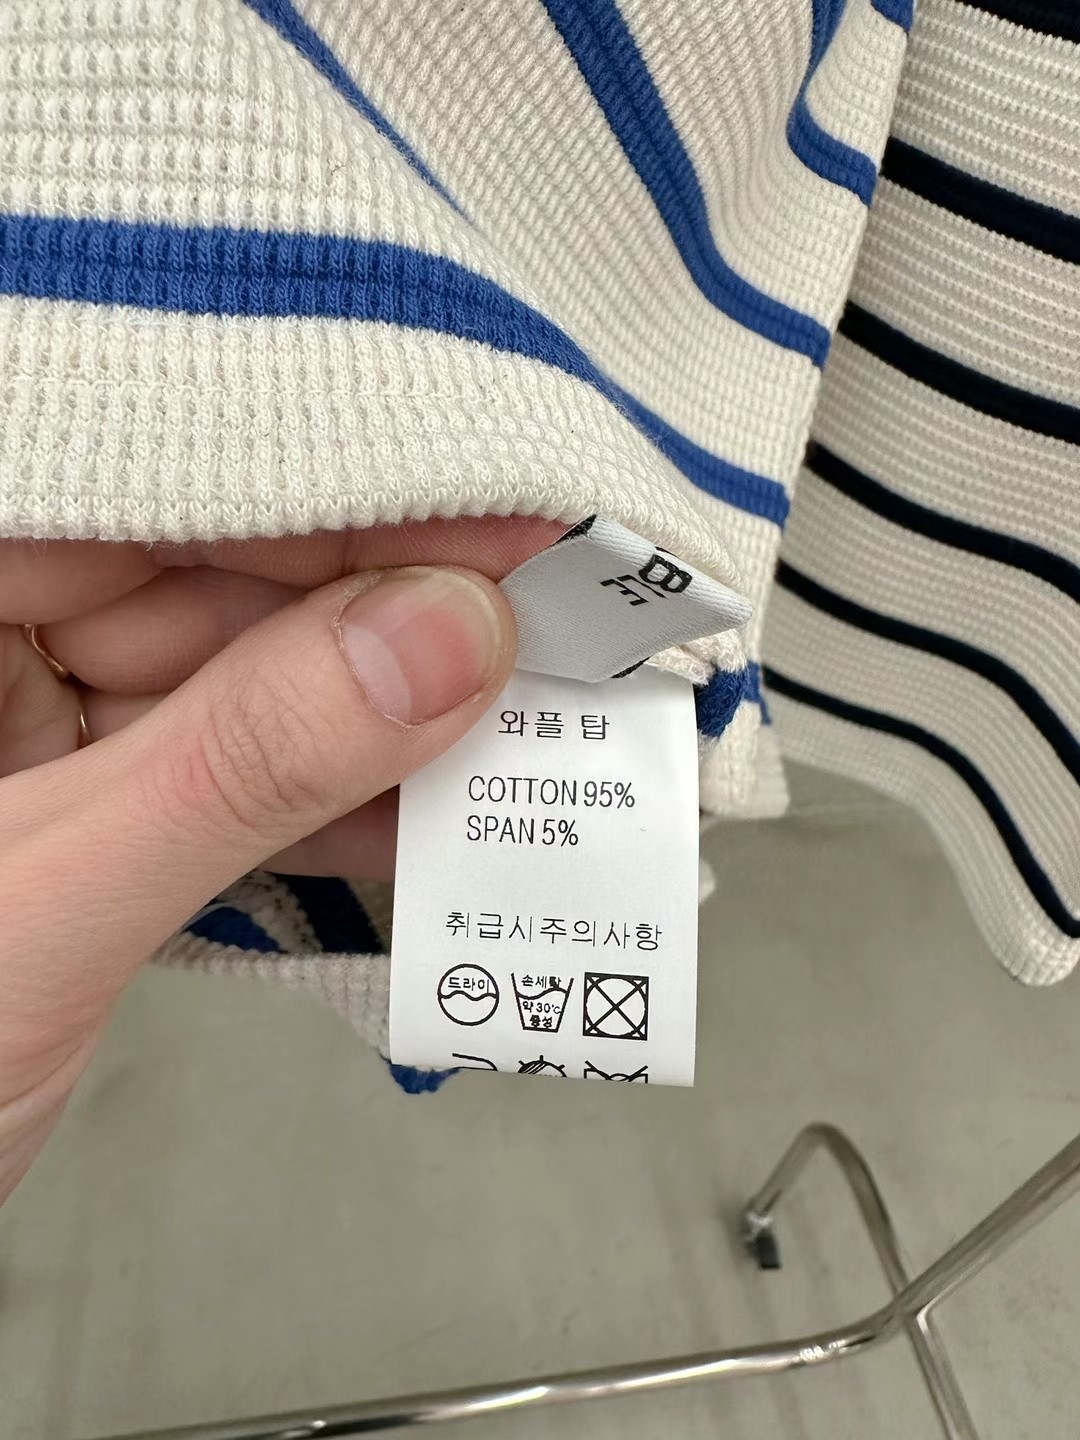 와플 탑
COTTON 95%
SPAN 5%
취급시주의사항
드라이
손세탁
약30℃
중성